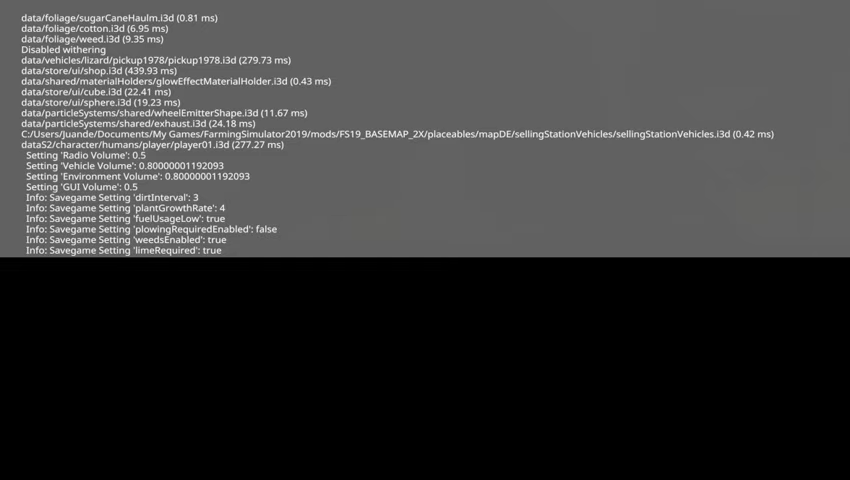 data/foliage/sugarCaneHaulm.i3d (0.81 ms)
data/foliage/cotton.i3d (6.95 ms)
data/foliage/weed.i3d (9.35 ms)
Disabled withering
data/vehicles/lizard/pickup1978/pickup1978.i3d (279.73 ms)
data/store/ui/shop.i3d (439.93 ms)
data/shared/materialHolders/glowEffectMaterialHolder.i3d (0.43 ms)
data/store/ui/cube.i3d (22.41 ms)
data/store/ui/sphere.i3d (19.23 ms)
data/particleSystems/shared/wheelEmitterShape.i3d (11.67 ms)
data/particleSystems/shared/exhaust.i3d (24.18 ms)
C:/Users/Juande/Documents/My Games/FarmingSimulator2019/mods/FS19_BASEMAP_2X/placeables/mapDE/sellingStationVehicles/sellingStationVehicles.i3d (0.42 ms)
dataS2/character/humans/player/player01.i3d (277.27 ms)
Setting 'Radio Volume': 0.5
Setting 'Vehicle Volume': 0.80000001192093
Setting 'Environment Volume': 0.80000001192093
Setting 'GUI Volume': 0.5
Info: Savegame Setting 'dirtInterval': 3
Info: Savegame Setting 'plantGrowthRate': 4
Info: Savegame Setting 'fuelUsageLow': true
Info: Savegame Setting 'plowingRequiredEnabled': false
Info: Savegame Setting 'weedsEnabled': true
Info: Savegame Setting 'limeRequired': true